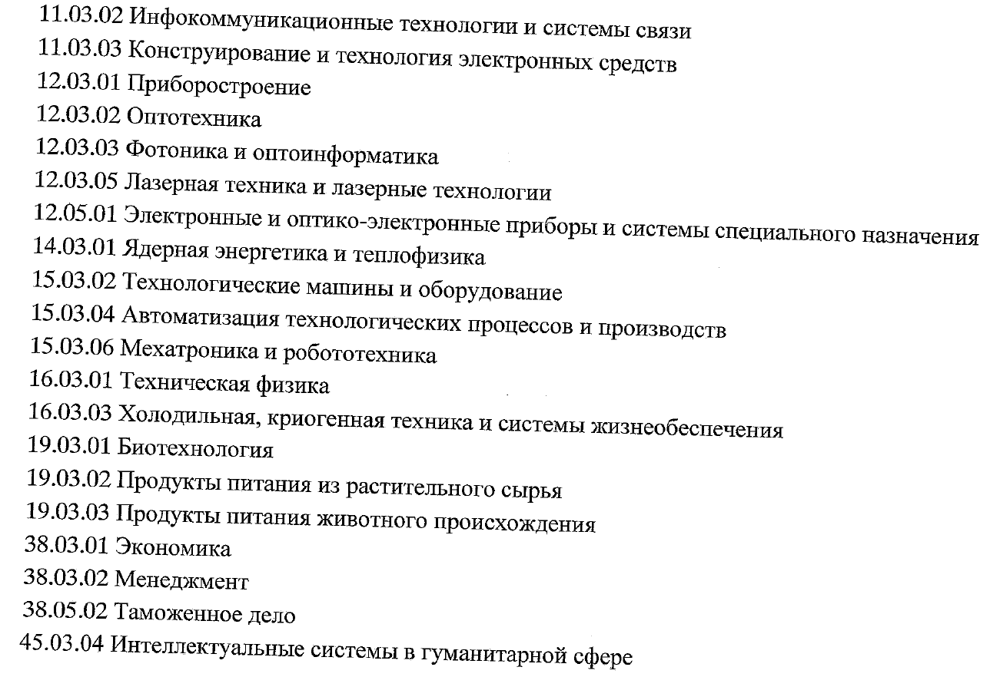 11.03.02 Инфокоммуникационные технологии и системы связи
11.03.03 Конструирование и технология электронных средств
12.03.01 Приборостроение
12.03.02 Оптотехника
12.03.03 Фотоника и оптоинформатика
12.03.05 Лазерная техника и лазерные технологии
12.05.01 Электронные и оптико-электронные приборы и системы специального назначения
14.03.01 Ядерная энергетика и теплофизика
15.03.02 Технологические машины и оборудование
15.03.04 Автоматизация технологических процессов и производств
15.03.06 Мехатроника и робототехника
16.03.01 Техническая физика
16.03.03 Холодильная, криогенная техника и системы жизнеобеспечения
19.03.01 Биотехнология
19.03.02 Продукты питания из растительного сырья
19.03.03 Продукты питания животного происхождения
38.03.01 Экономика
38.03.02 Менеджмент
38.05.02 Таможенное дело
45.03.04 Интеллектуальные системы в гуманитарной сфере